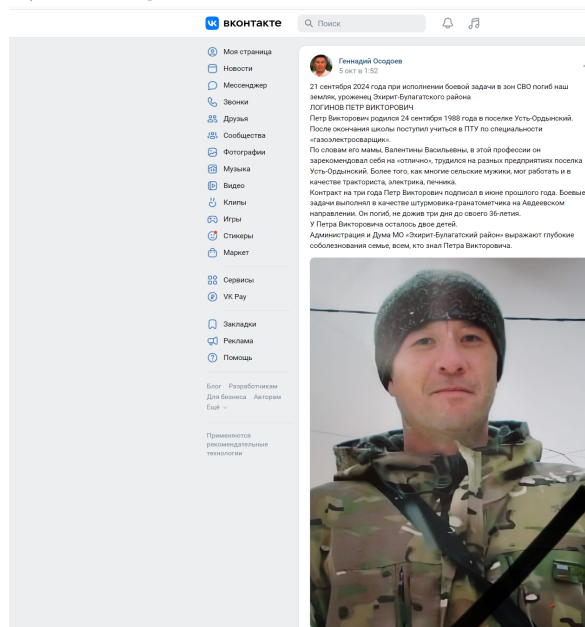 вконтакте
Поиск
Моя страница
Новости
Мессенджер
Звонки
Друзья
Сообщества
Фотографии
Музыка
Видео
Клипы
Игры
Стикеры
Маркет
Сервисы
VK Pay
Закладки
Реклама
Помощь
Блог Разработчикам
Для бизнеса Авторам
Ещё
Применяются
рекомендательные
технологии
Геннадий Осодоев
5 окт в 1:52
21 сентября 2024 года при исполнении боевой задачи в зон СВО погиб наш
земляк, уроженец Эхирит-Булагатского района
ЛОГИНОВ ПЕТР ВИКТОРОВИЧ
Петр Викторович родился 24 сентября 1988 года в поселке Усть-Ордынский.
После окончания школы поступил учиться в ПТУ по специальности
«газоэлектросварщик».
По словам его мамы, Валентины Васильевны, в этой профессии он
зарекомендовал себя на «отлично», трудился на разных предприятиях поселка
Усть-Ордынский. Более того, как многие сельские мужики, мог работать и в
качестве тракториста, электрика, печника.
Контракт на три года Петр Викторович подписал в июне прошлого года. Боевые
задачи выполнял в качестве штурмовика-гранатометчика на Авдеевском
направлении. Он погиб, не дожив три дня до своего 36-летия.
У Петра Викторовича осталось двое детей.
Администрация и Дума МО «Эхирит-Булагатский район» выражают глубокие
соболезнования семье, всем, кто знал Петра Викторовича.